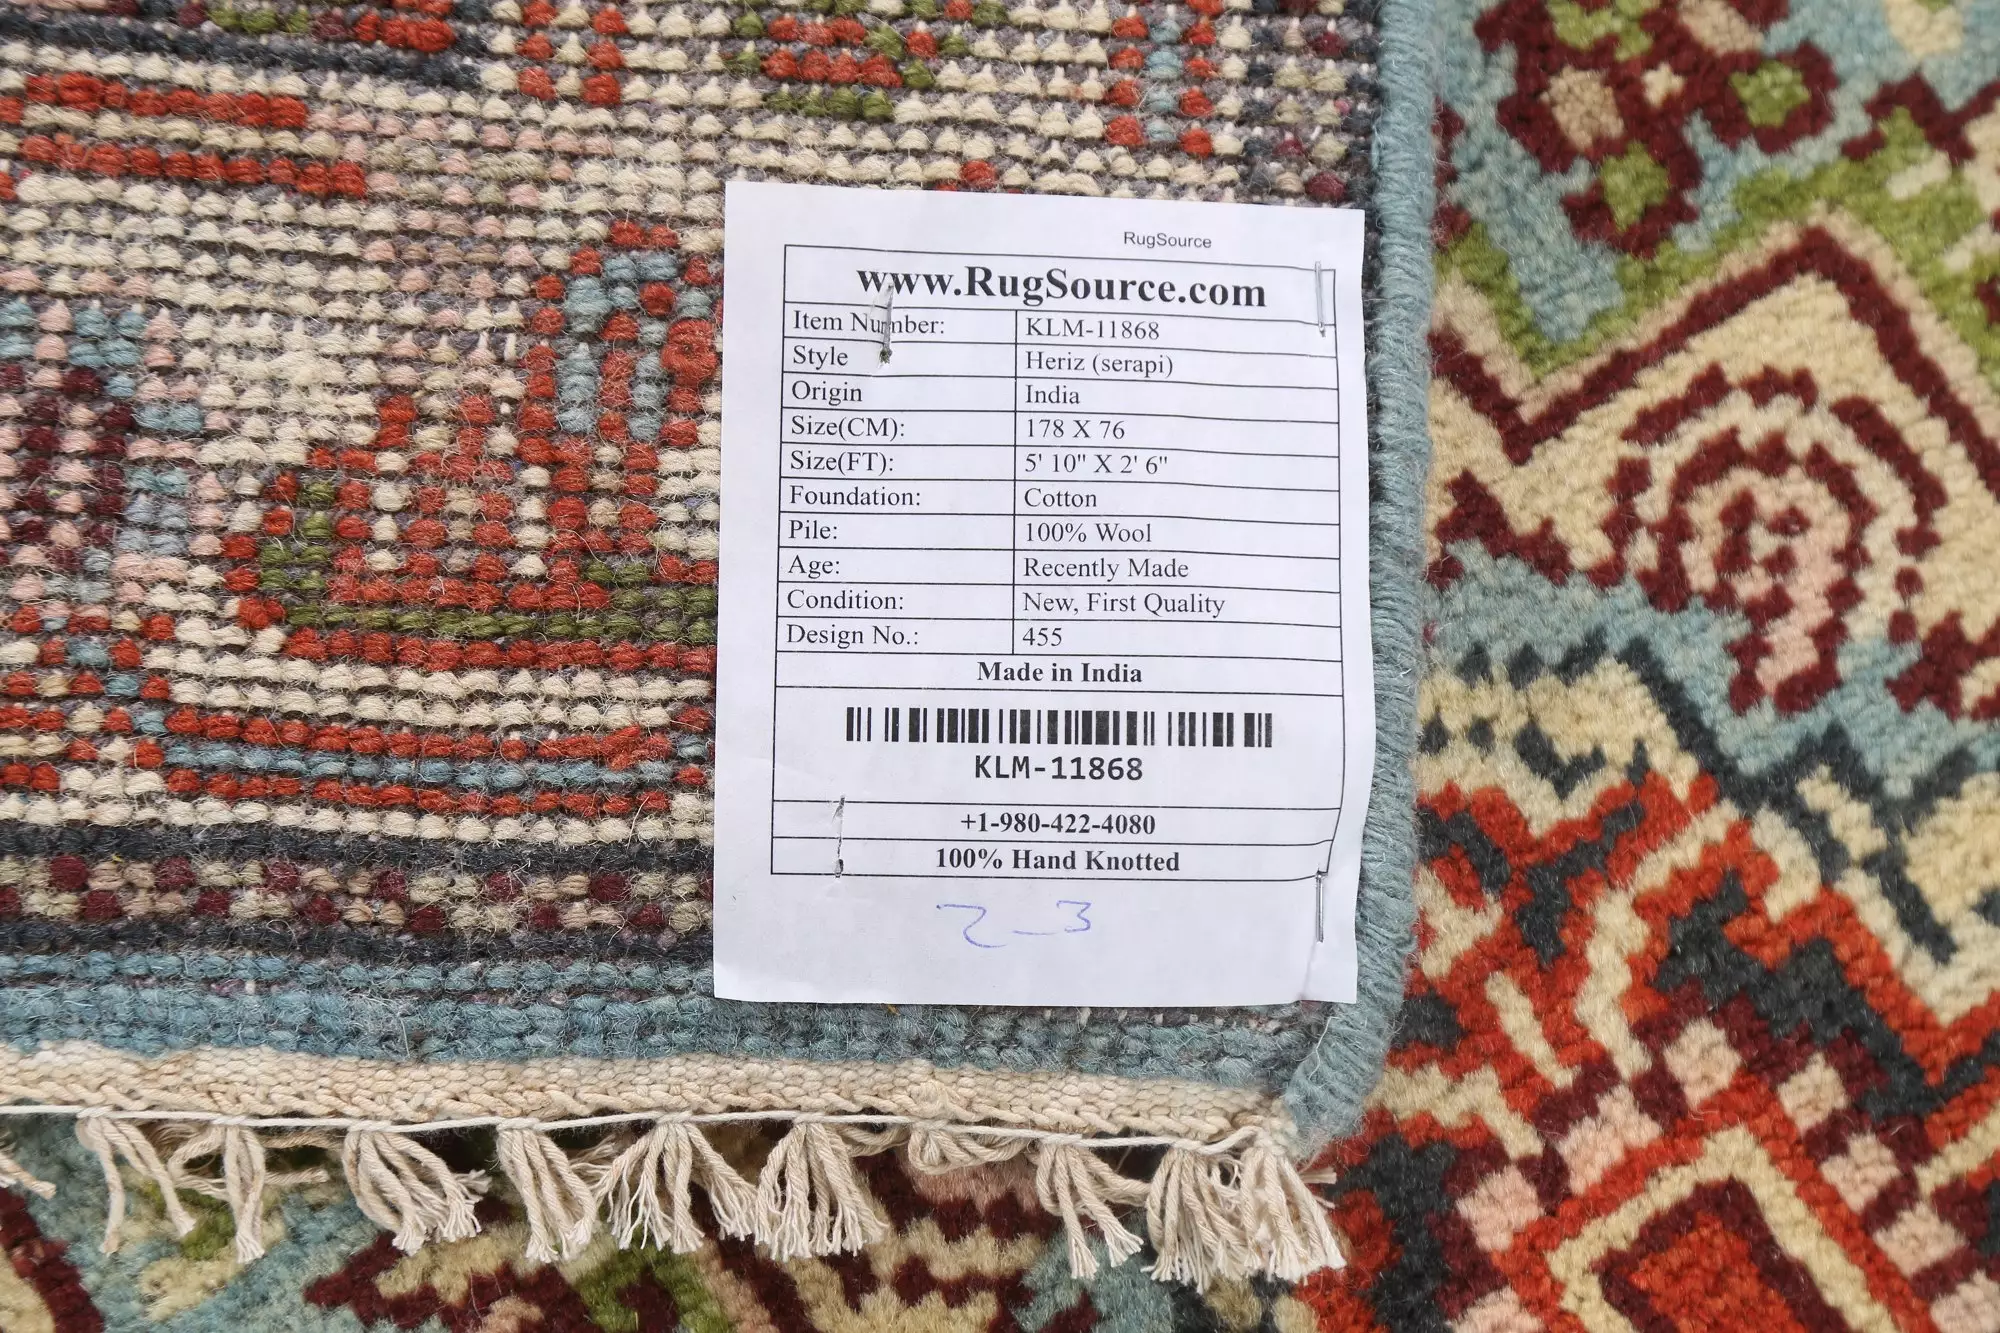 RugSource
www.RugSource.com
Item Number: KLM-11868
Style Heriz (serapi)
Origin India
Size(CM): 178 X 76
Size(FT): 5' 10" X 2' 6"
Foundation: Cotton
Pile: 100% Wool
Age: Recently Made
Condition: New, First Quality
Design No.: 455
Made in India
KLM-11868
+1-980-422-4080
100% Hand Knotted
2-3